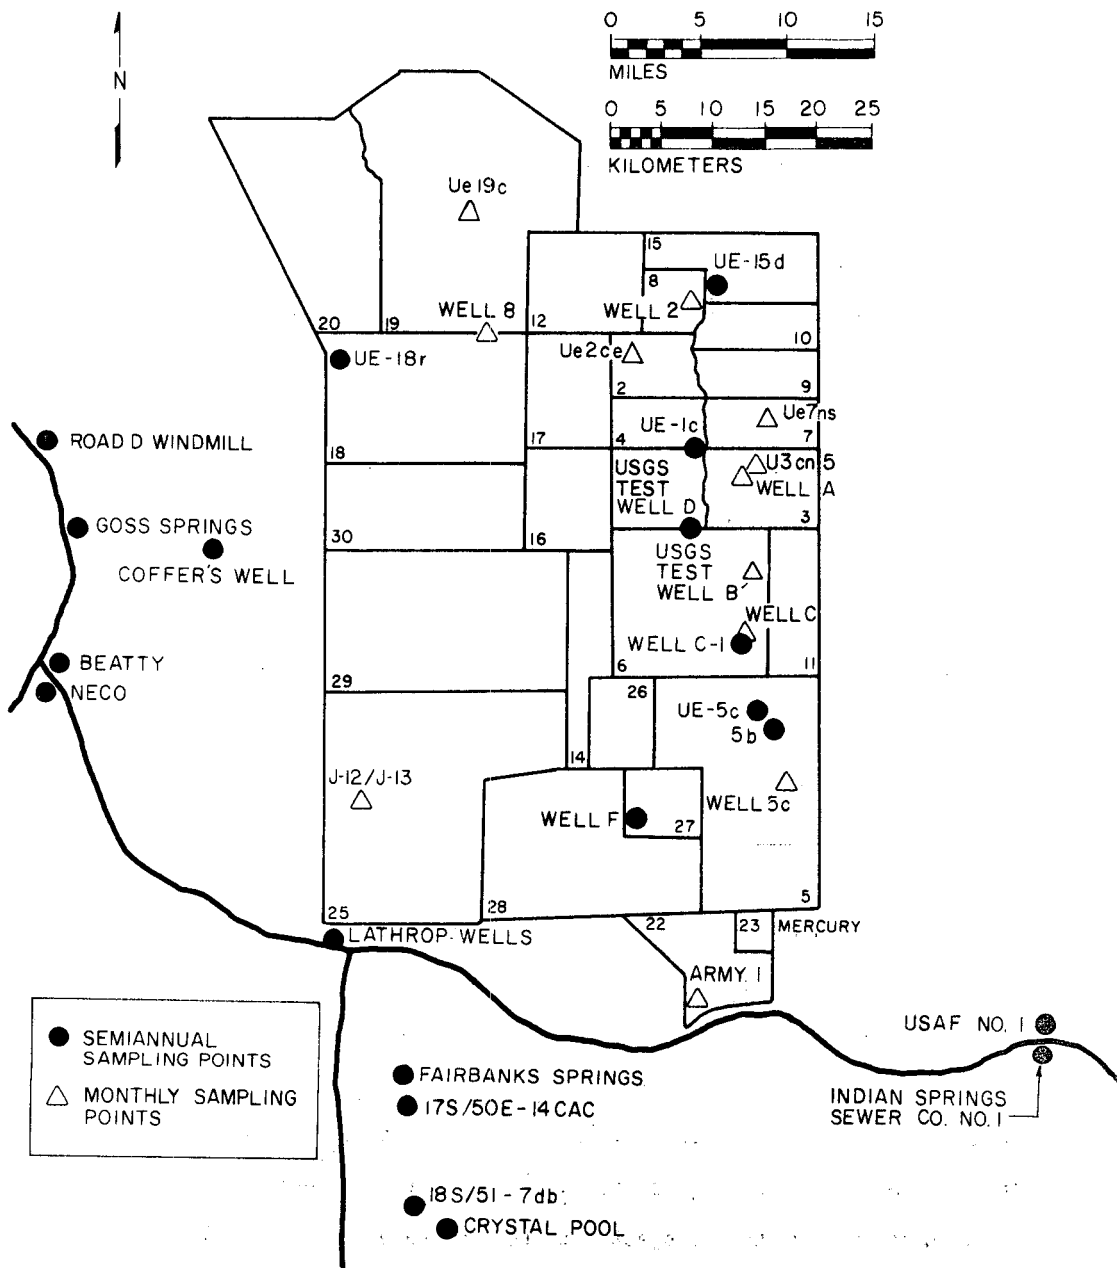 0 5 10 15
MILES
0 5 10 15 20 25
KILOMETERS
N
Ue 19c
15
UE-15d
8
WELL 8
WELL 2
20
19
12
10
UE-18r
Ue2ce
2
9
Ue7ns
ROAD D WINDMILL
UE-1c
18
17
4
7
USGS
TEST
WELL D
U3cn5
WELL A
GOSS SPRINGS
3
30
16
COFFER'S WELL
USGS
TEST
WELL B'
WELL C
WELL C-1
BEATTY
6
11
NECO
29
26
UE-5c
5b
14
J-12/J-13
WELL 5c
WELL F
27
25
28
5
22
23
MERCURY
LATHROP WELLS
ARMY 1
SEMIANNUAL
SAMPLING POINTS
MONTHLY SAMPLING
POINTS
USAF NO. 1
FAIRBANKS SPRINGS
17S/50E-14CAC
INDIAN SPRINGS
SEWER CO. NO. 1
18S/51-7db
CRYSTAL POOL